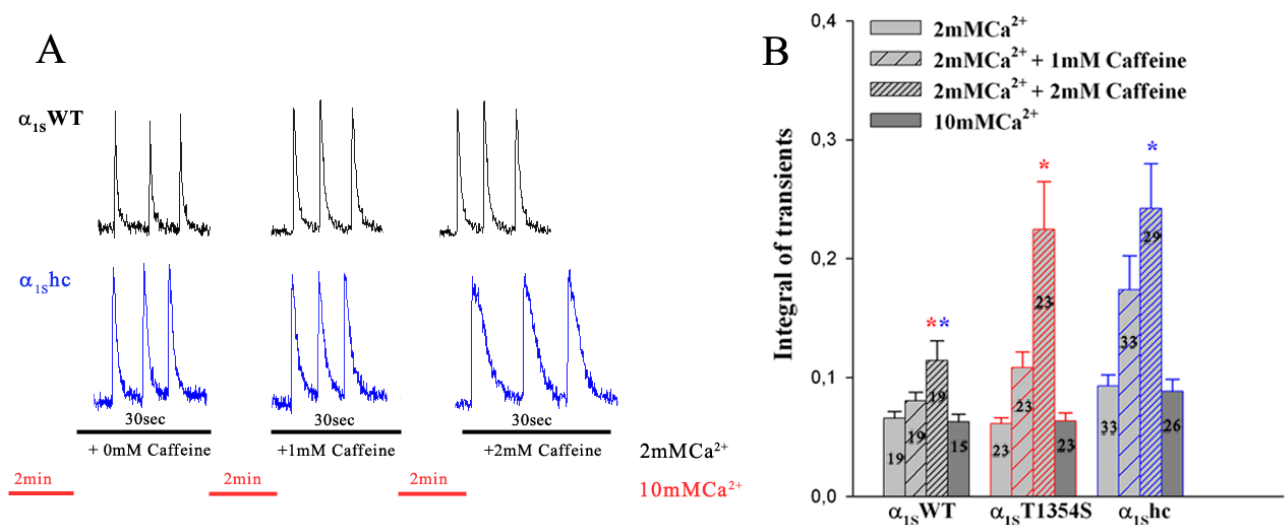 A
α1SWT
α1Shc
30sec
30sec
30sec
+ 0mM Caffeine
+1mM Caffeine
+2mM Caffeine
2mMCa²⁺
2min
2min
2min
10mMCa²⁺
B
Integral of transients
0,4
0,3
0,2
0,1
0,0
2mMCa²⁺
2mMCa²⁺ + 1mM Caffeine
2mMCa²⁺ + 2mM Caffeine
10mMCa²⁺
**
*
*
19
19
19
15
23
23
23
23
33
33
29
26
α1SWT
α1ST1354S
α1Shc